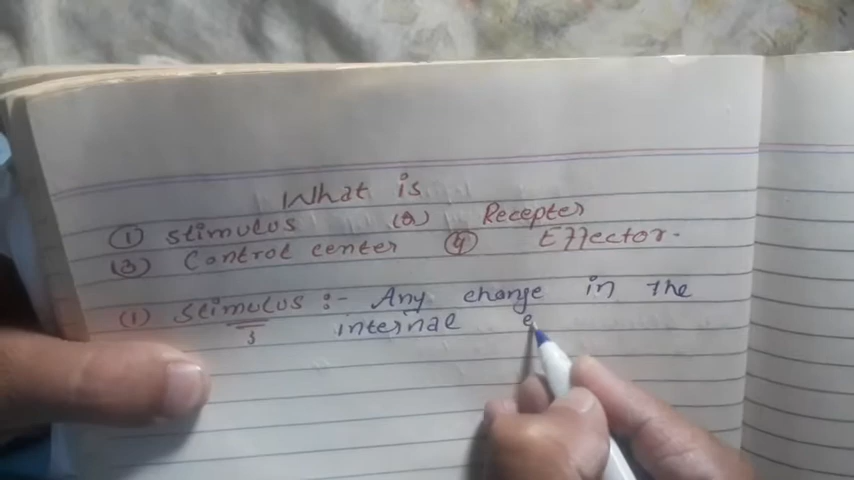 What is
(1) Stimulus (2) Recepter
(3) Control center (4) Effector.
(1) Stimulus :- Any change in the
internal e